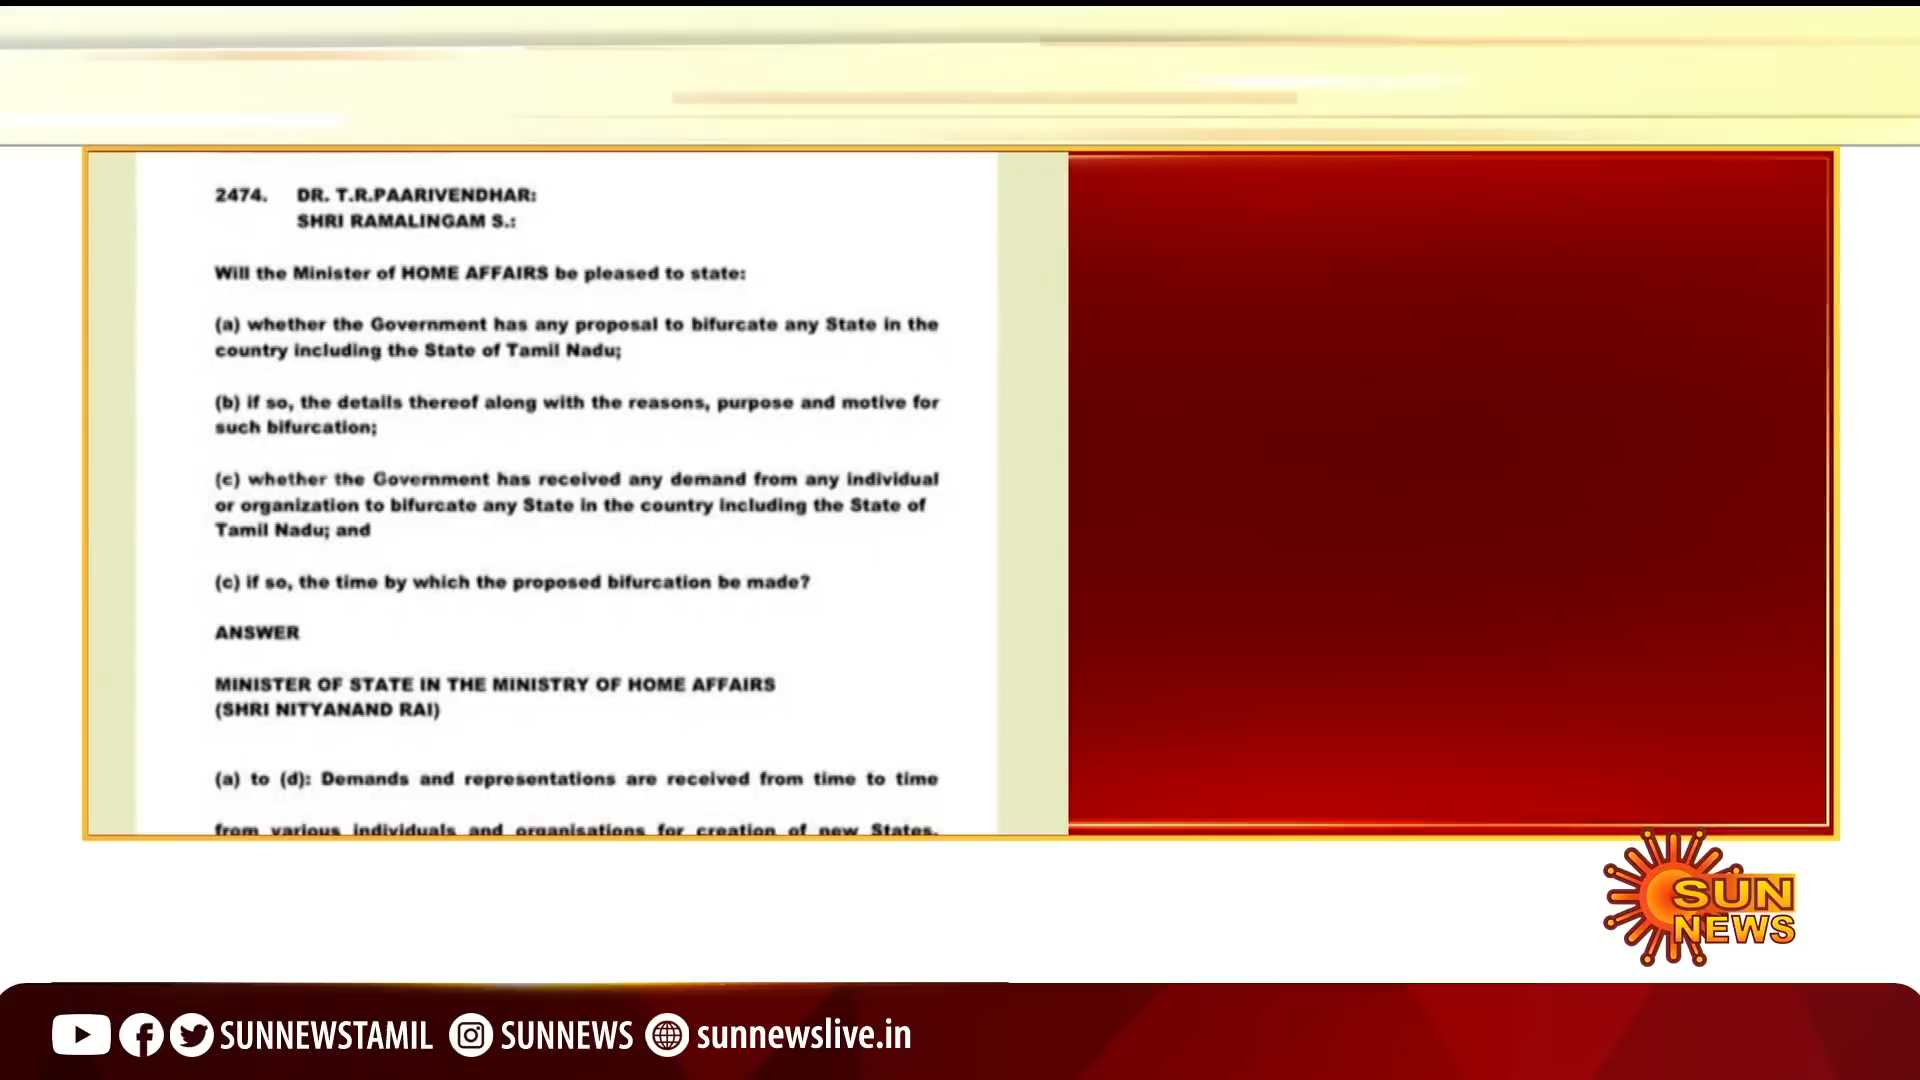 2474. DR. T.R.PAARIVENDHAR:
SHRI RAMALINGAM S.:
Will the Minister of HOME AFFAIRS be pleased to state:
(a) whether the Government has any proposal to bifurcate any State in the
country including the State of Tamil Nadu;
(b) if so, the details thereof along with the reasons, purpose and motive for
such bifurcation;
(c) whether the Government has received any demand from any individual
or organization to bifurcate any State in the country including the State of
Tamil Nadu; and
(c) if so, the time by which the proposed bifurcation be made?
ANSWER
MINISTER OF STATE IN THE MINISTRY OF HOME AFFAIRS
(SHRI NITYANAND RAI)
(a) to (d): Demands and representations are received from time to time
from various individuals and organisations for creation of new States.
SUN
NEWS
SUNNEWSTAMIL SUNNEWS sunnewslive.in